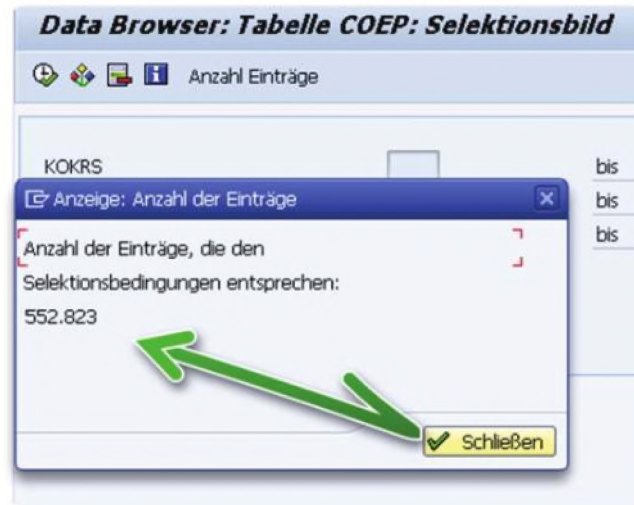 Data Browser: Tabelle COEP: Selektionsbild
Anzahl Einträge
KOKRS bis
Anzeige: Anzahl der Einträge
bis
bis
Anzahl der Einträge, die den
Selektionsbedingungen entsprechen:
552.823
Schließen